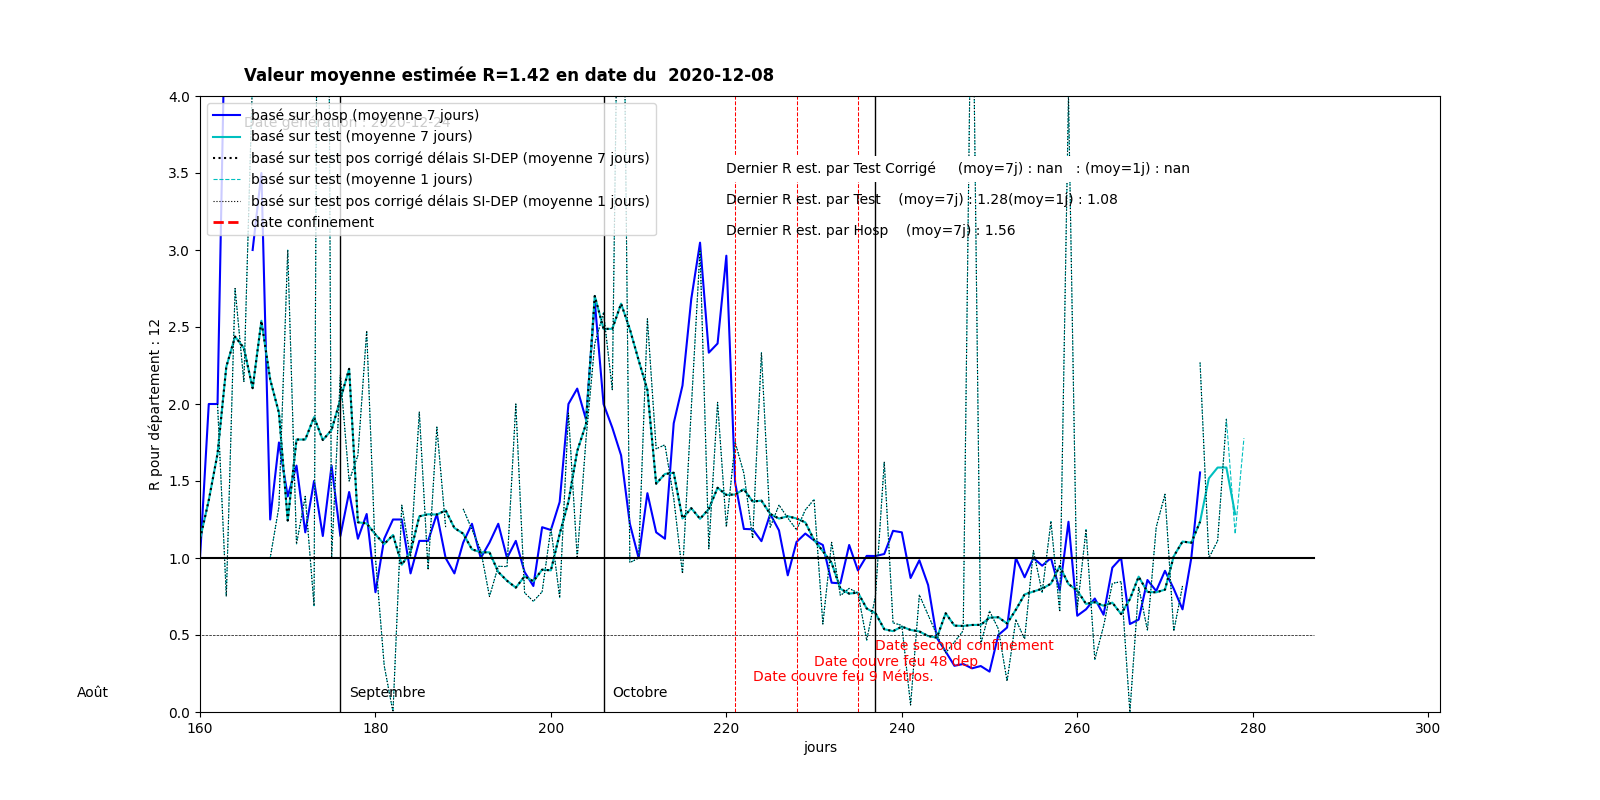 Valeur moyenne estimée R=1.42 en date du  2020-12-08
4.0
3.5
3.0
2.5
2.0
1.5
1.0
0.5
0.0
R pour département : 12
basé sur hosp (moyenne 7 jours)
Date génération : 2020-12-24
basé sur test (moyenne 7 jours)
basé sur test pos corrigé délais SI-DEP (moyenne 7 jours)
basé sur test (moyenne 1 jours)
basé sur test pos corrigé délais SI-DEP (moyenne 1 jours)
date confinement
Dernier R est. par Test Corrigé     (moy=7j) : nan   : (moy=1j) : nan
Dernier R est. par Test    (moy=7j) : 1.28(moy=1j) : 1.08
Dernier R est. par Hosp    (moy=7j) : 1.56
Date second confinement
Date couvre feu 48 dep
Date couvre feu 9 Métros.
Août
Septembre
Octobre
160
180
200
220
240
260
280
300
jours